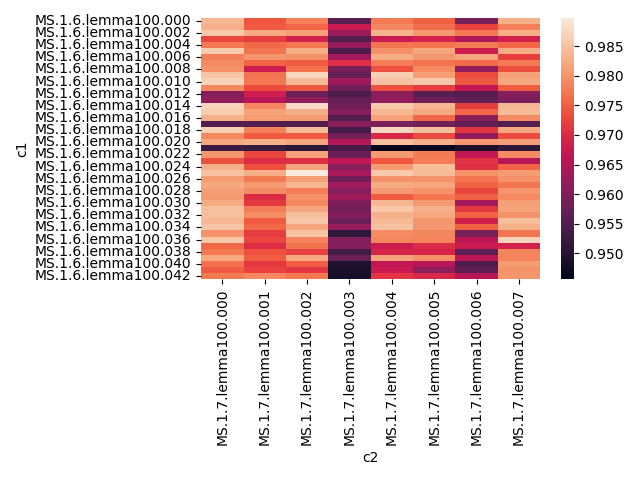 c1
MS.1.6.lemma100.000
MS.1.6.lemma100.002
MS.1.6.lemma100.004
MS.1.6.lemma100.006
MS.1.6.lemma100.008
MS.1.6.lemma100.010
MS.1.6.lemma100.012
MS.1.6.lemma100.014
MS.1.6.lemma100.016
MS.1.6.lemma100.018
MS.1.6.lemma100.020
MS.1.6.lemma100.022
MS.1.6.lemma100.024
MS.1.6.lemma100.026
MS.1.6.lemma100.028
MS.1.6.lemma100.030
MS.1.6.lemma100.032
MS.1.6.lemma100.034
MS.1.6.lemma100.036
MS.1.6.lemma100.038
MS.1.6.lemma100.040
MS.1.6.lemma100.042
MS.1.7.lemma100.000
MS.1.7.lemma100.001
MS.1.7.lemma100.002
MS.1.7.lemma100.003
MS.1.7.lemma100.004
MS.1.7.lemma100.005
MS.1.7.lemma100.006
MS.1.7.lemma100.007
c2
0.985
0.980
0.975
0.970
0.965
0.960
0.955
0.950